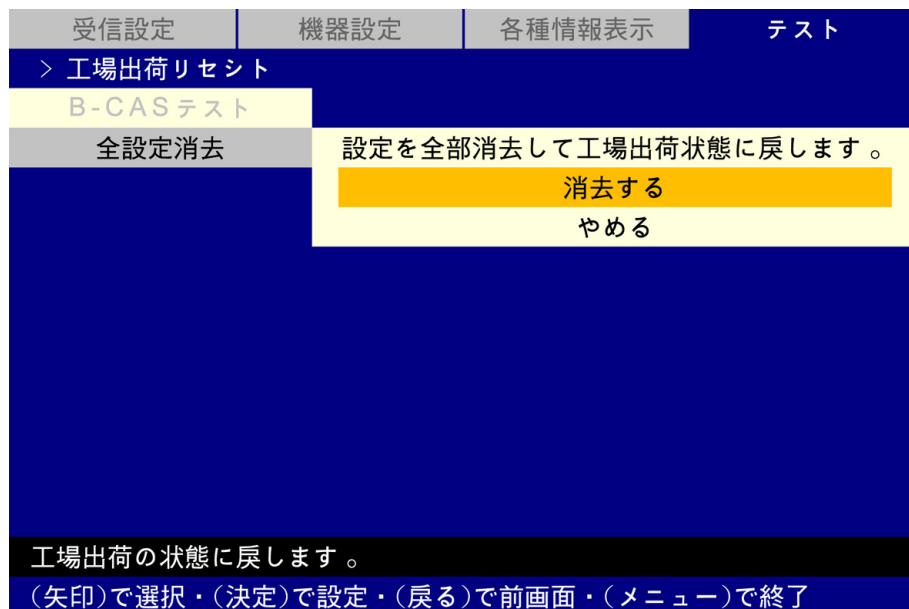 受信設定 機器設定 各種情報表示 テスト
> 工場出荷リセシト
B-CASテスト
全設定消去
設定を全部消去して工場出荷状態に戻します。
消去する
やめる
工場出荷の状態に戻します。
(矢印)で選択・(決定)で設定・(戻る)で前画面・(メニュー)で終了